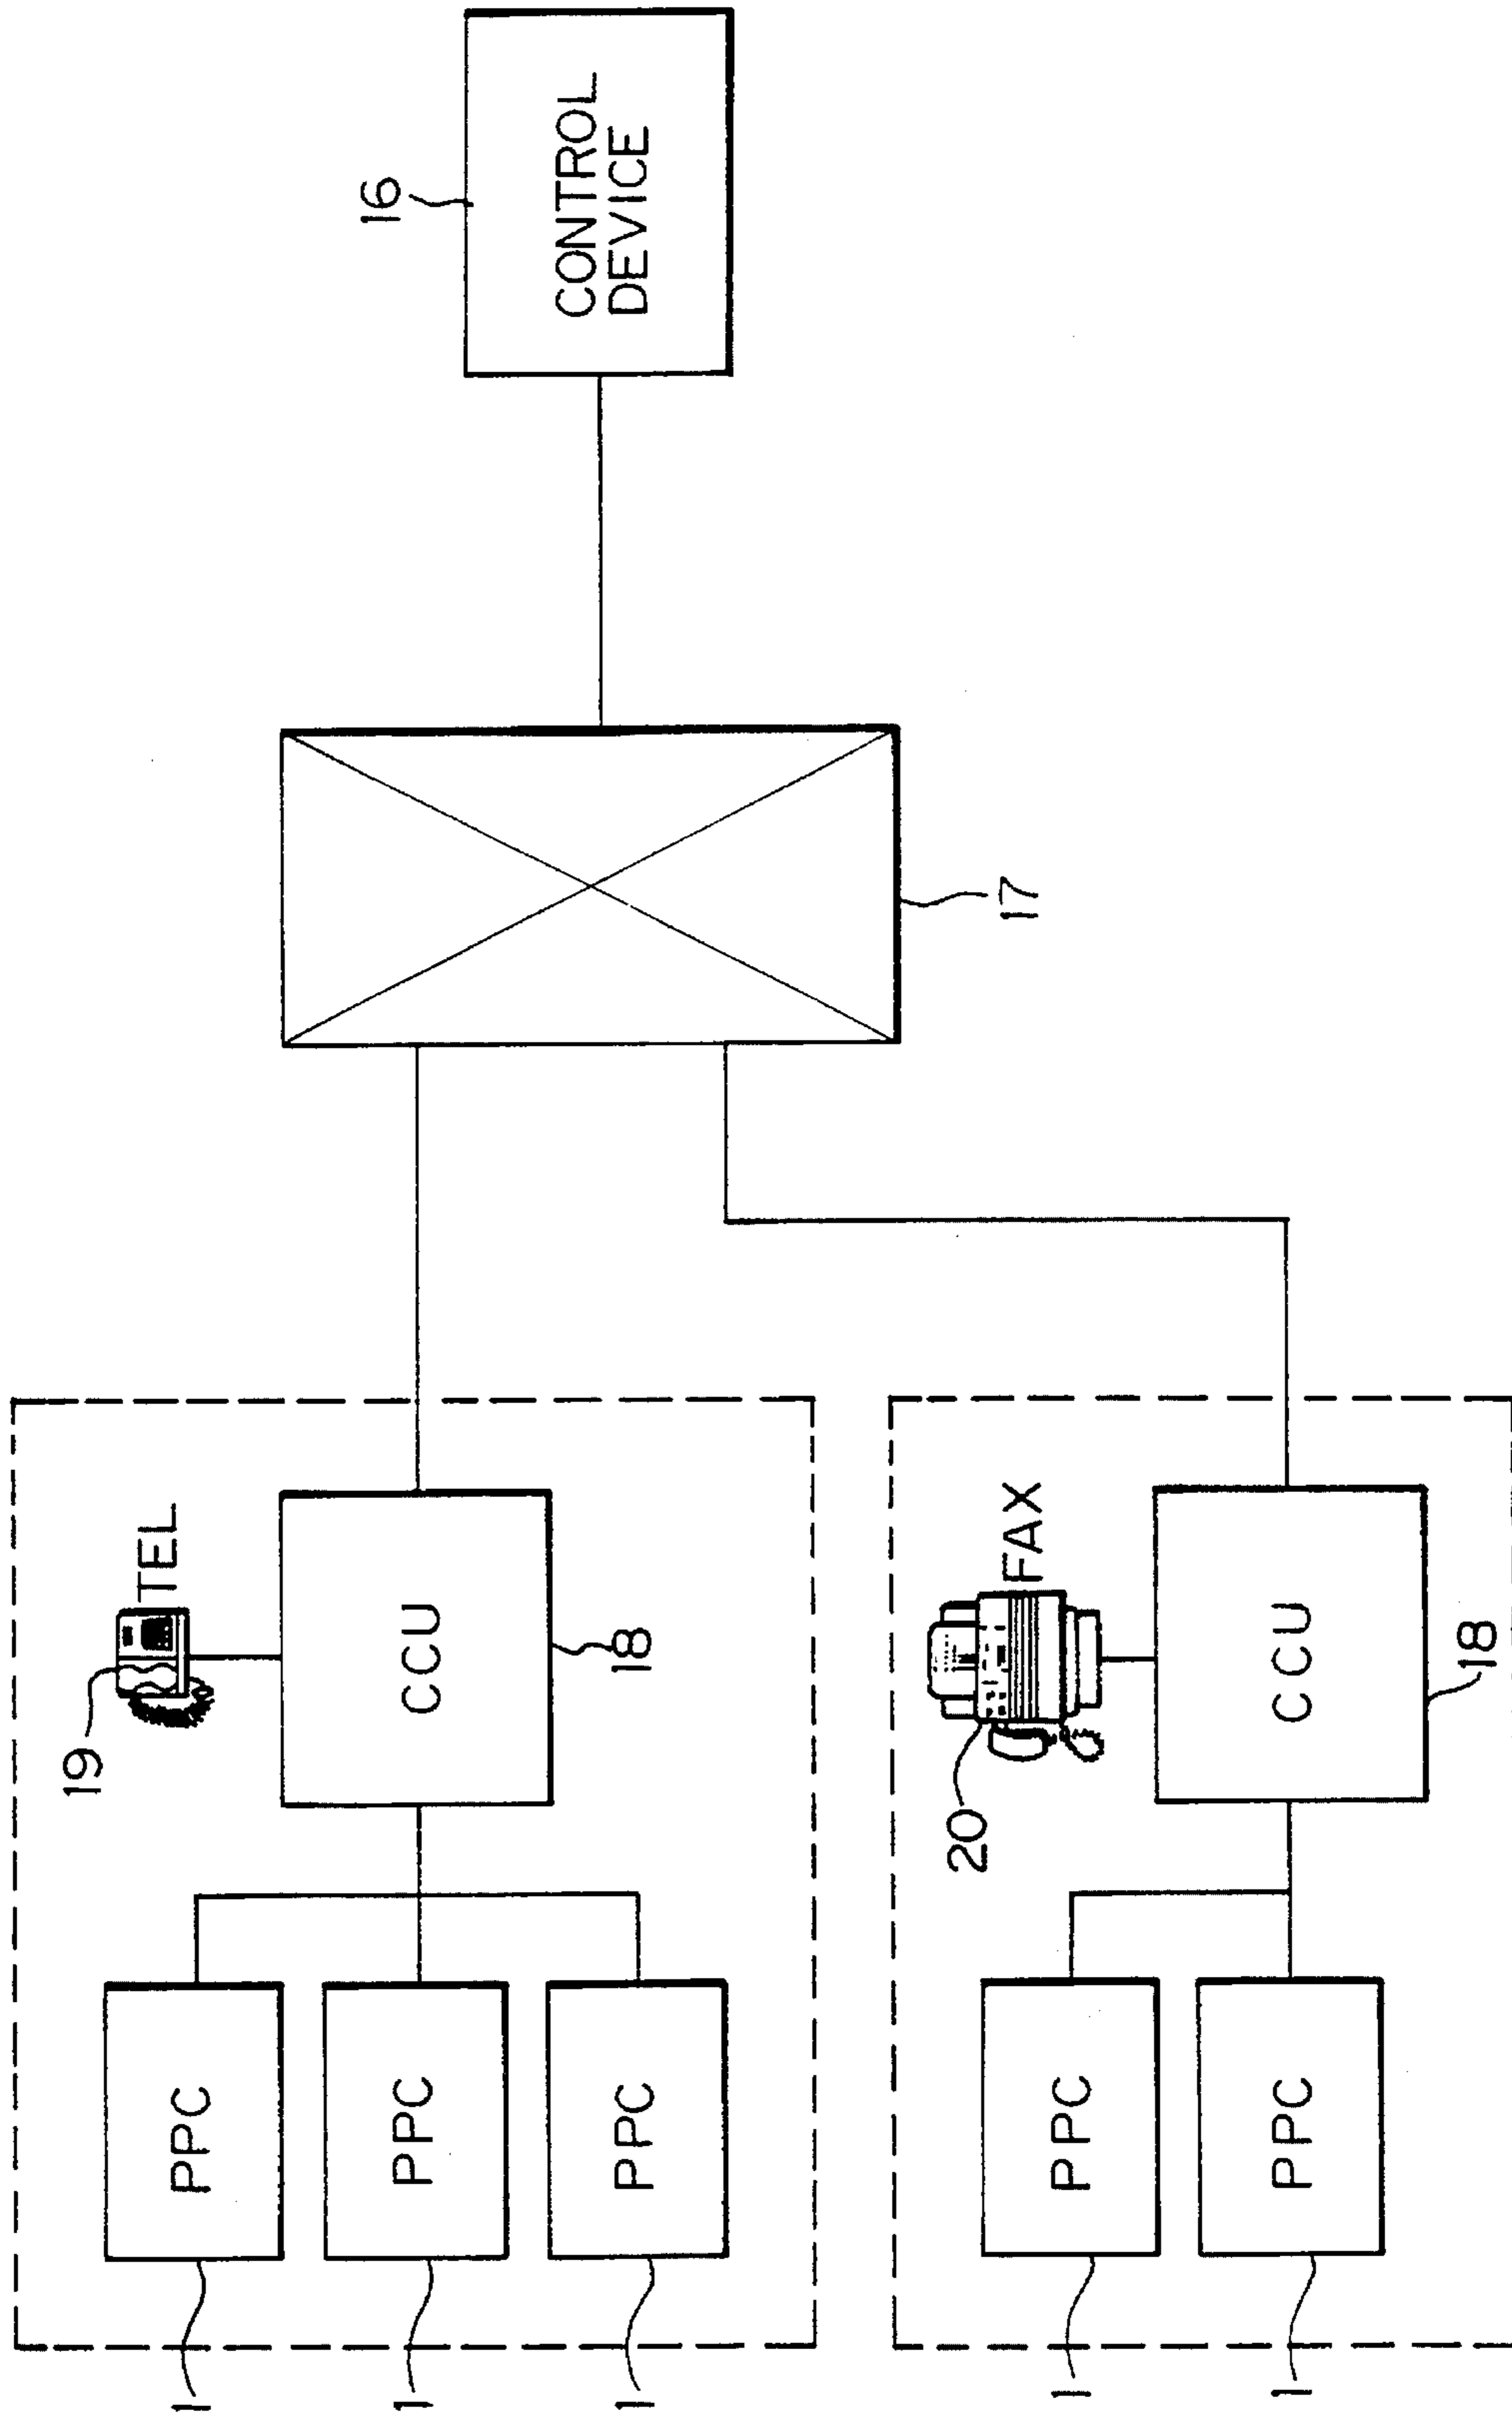 19
TEL
1 PPC
16
1 PPC
CCU
CONTROL
DEVICE
1 PPC
18
20
FAX
17
1 PPC
1 PPC
CCU
18